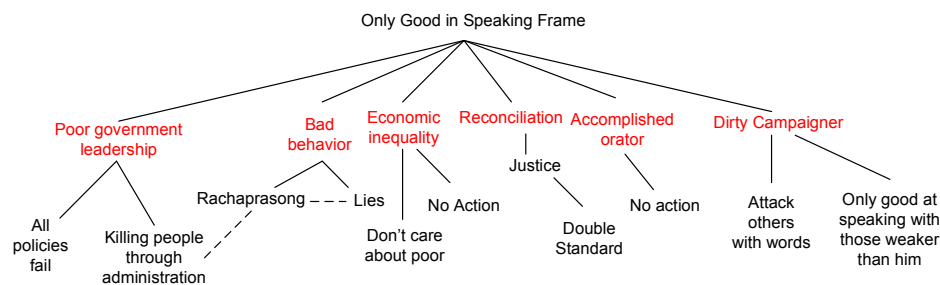 Only Good in Speaking Frame
Poor government
leadership
Bad
behavior
Economic
inequality
Reconciliation
Accomplished
orator
Dirty Campaigner
All
policies
fail
Killing people
through
administration
Rachaprasong
Lies
Don't care
about poor
No Action
Justice
Double
Standard
No action
Attack
others
with words
Only good at
speaking with
those weaker
than him